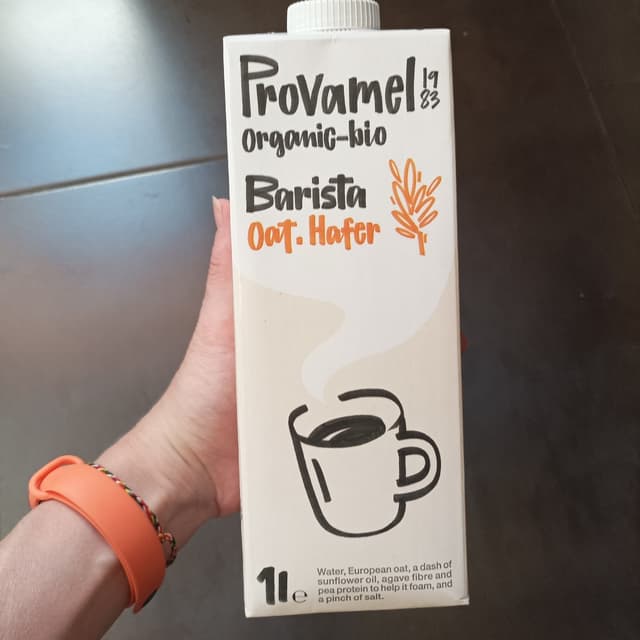 Provamel 19
83
organic-bio
Barista
Oat. Hafer
1l e
Water, European oat, a dash of
sunflower oil, agave fibre and
pea protein to help it foam, and
a pinch of salt.